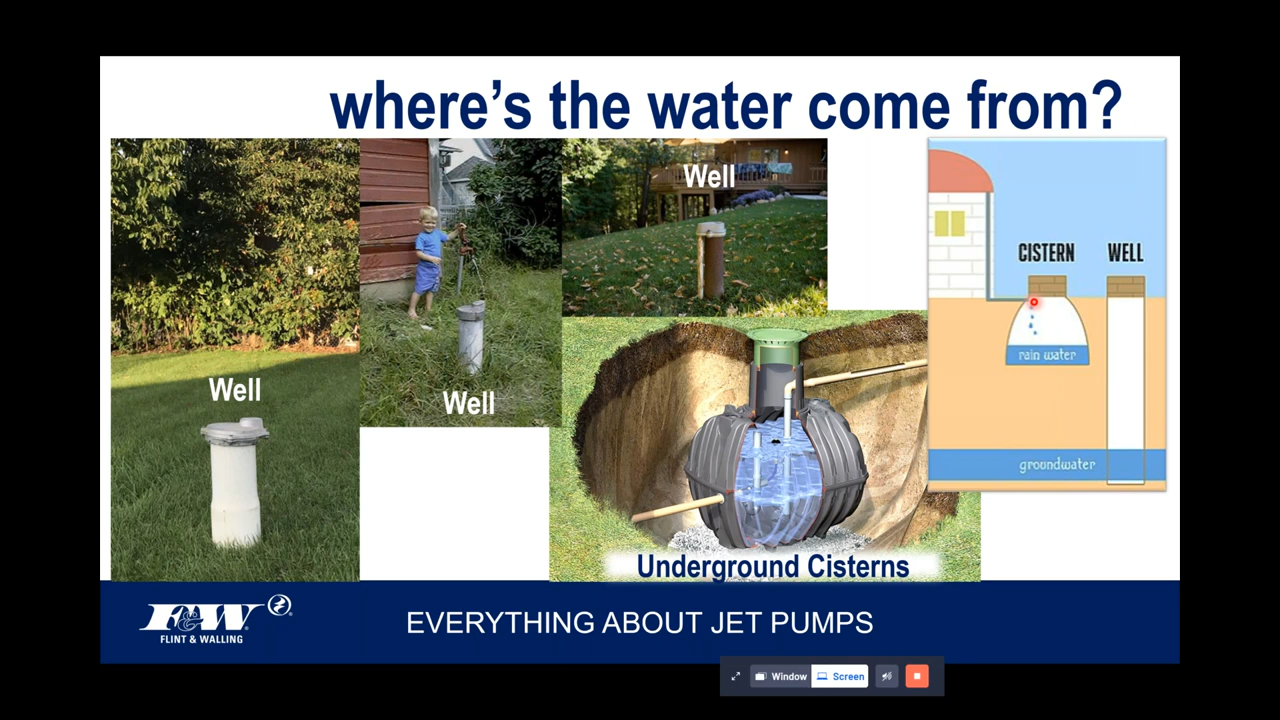 where's the water come from?
Well
Well
Well
CISTERN
WELL
rain water
groundwater
Underground Cisterns
F&W
FLINT & WALLING
EVERYTHING ABOUT JET PUMPS
Window
Screen